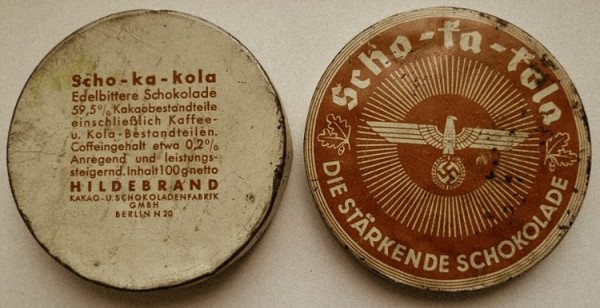 Scho-ka-kola
Edelbittere Schokolade
59,5% Kakaobestandteile
einschließlich Kaffee-
u. Kola-Bestandteilen.
Coffeingehalt etwa 0,2%
Anregend und leistungs-
steigernd. Inhalt 100 g netto
HILDEBRAND
KAKAO- U. SCHOKOLADENFABRIK
GMBH
BERLIN N 20
Scho-ka-kola
DIE STÄRKENDE SCHOKOLADE